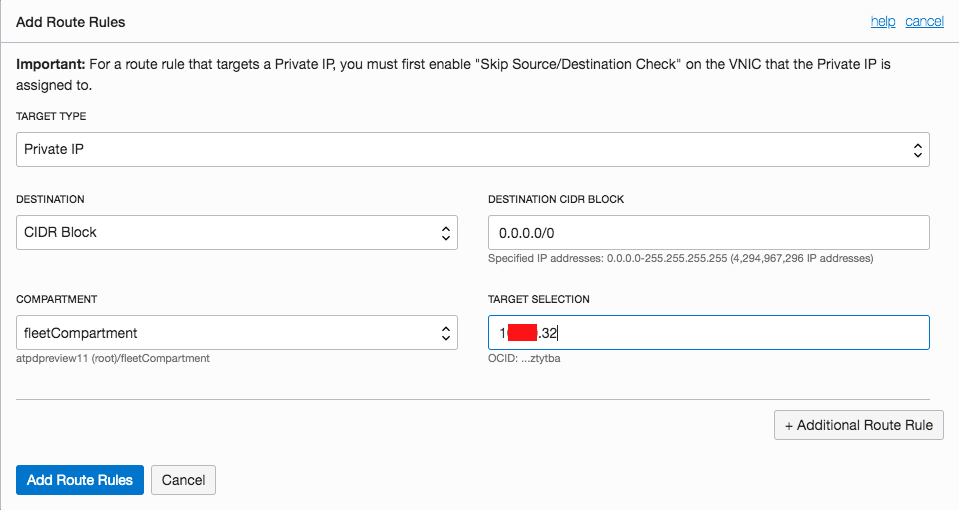 Add Route Rules
help cancel
Important: For a route rule that targets a Private IP, you must first enable "Skip Source/Destination Check" on the VNIC that the Private IP is
assigned to.
TARGET TYPE
Private IP
DESTINATION
DESTINATION CIDR BLOCK
CIDR Block
0.0.0.0/0
Specified IP addresses: 0.0.0.0-255.255.255.255 (4,294,967,296 IP addresses)
COMPARTMENT
TARGET SELECTION
fleetCompartment
1 .32
atpdpreview11 (root)/fleetCompartment
OCID: ...ztytba
+ Additional Route Rule
Add Route Rules
Cancel